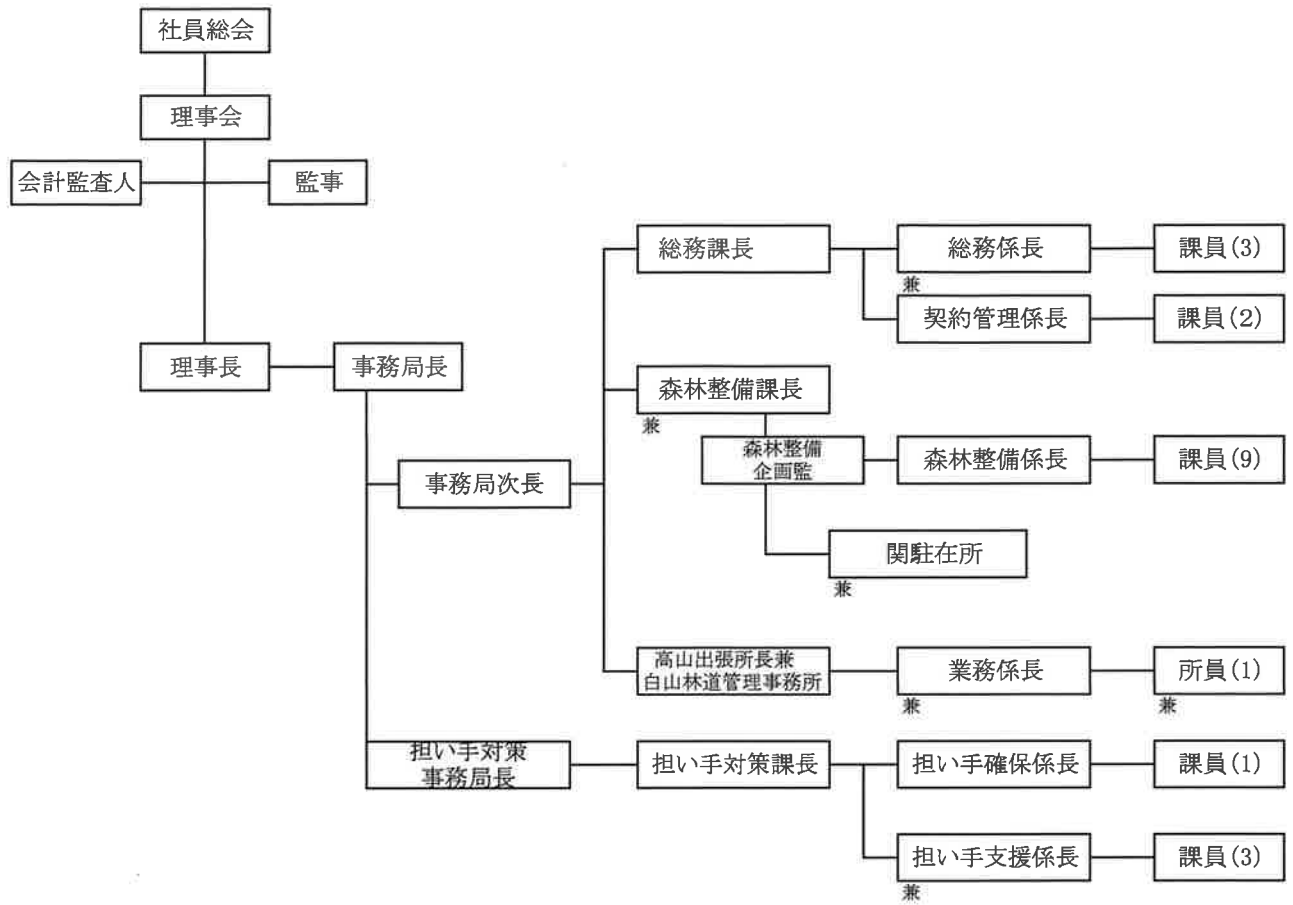 社員総会
理事会
会計監査人
監事
総務課長
総務係長
課員(3)
兼
契約管理係長
課員(2)
理事長
事務局長
森林整備課長
兼
森林整備
企画監
森林整備係長
課員(9)
事務局次長
関駐在所
兼
高山出張所長兼
白山林道管理事務所
業務係長
所員(1)
兼
兼
担い手対策
事務局長
担い手対策課長
担い手確保係長
課員(1)
担い手支援係長
課員(3)
兼